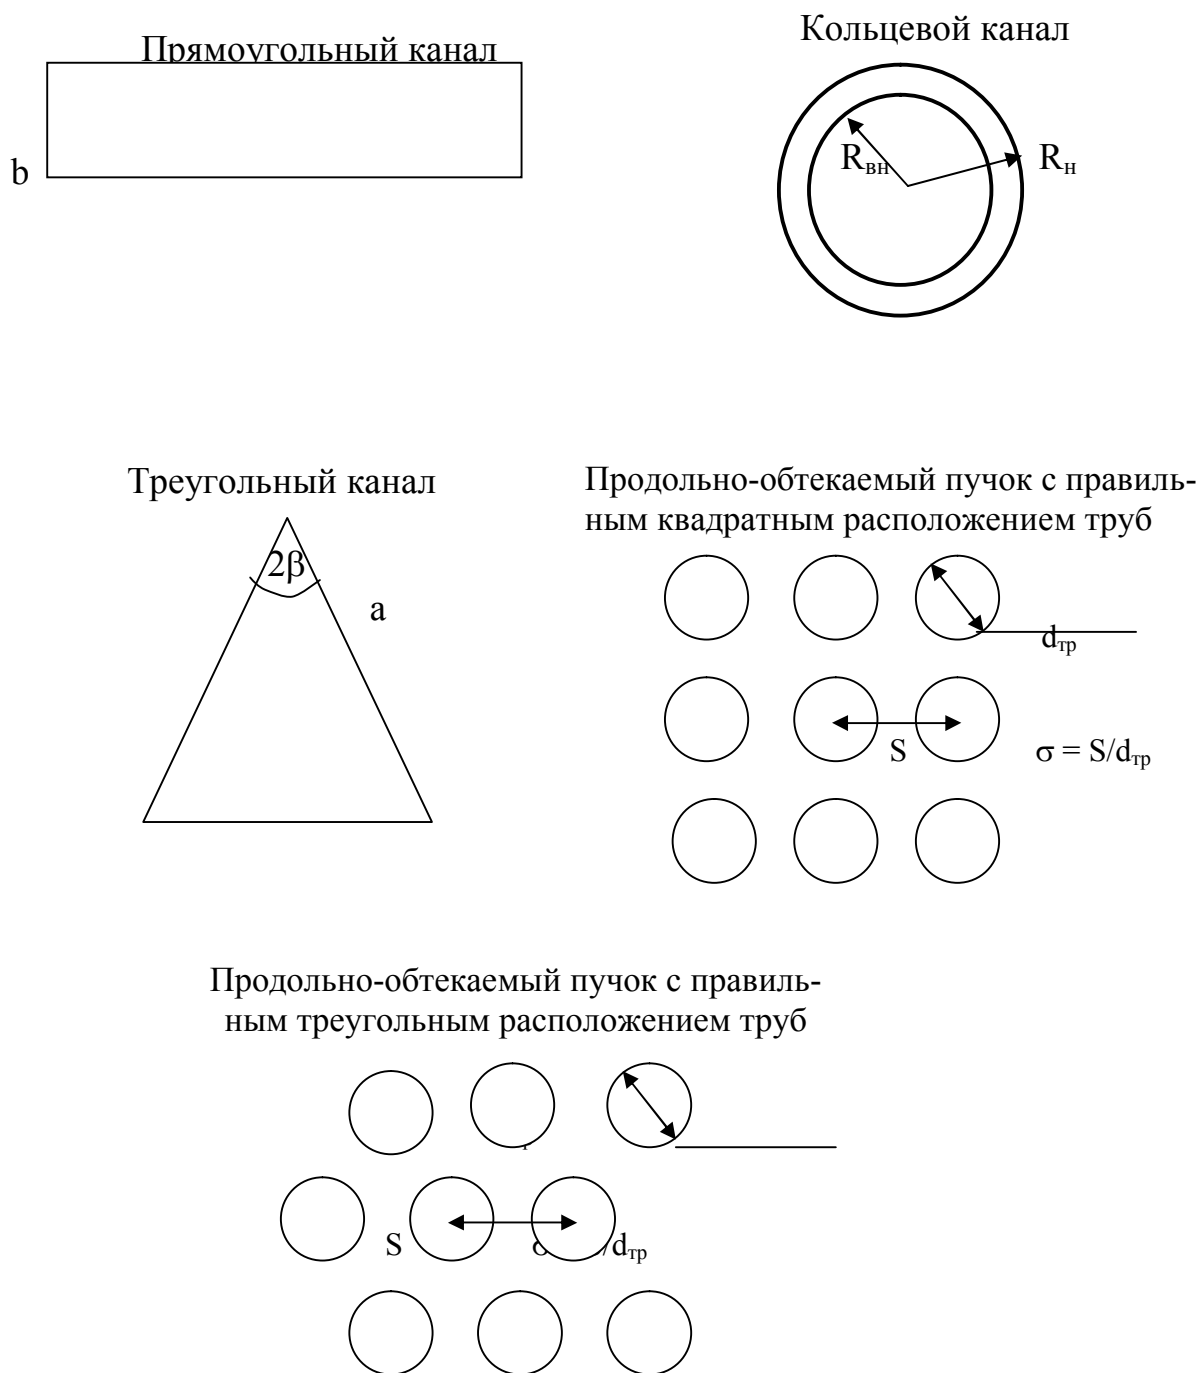 Прямоугольный канал
Кольцевой канал
b
Rвн
Rн
Треугольный канал
2β
a
Продольно-обтекаемый пучок с правиль-
ным квадратным расположением труб
dтр
S
σ = S/dтр
Продольно-обтекаемый пучок с правиль-
ным треугольным расположением труб
S
/dтр